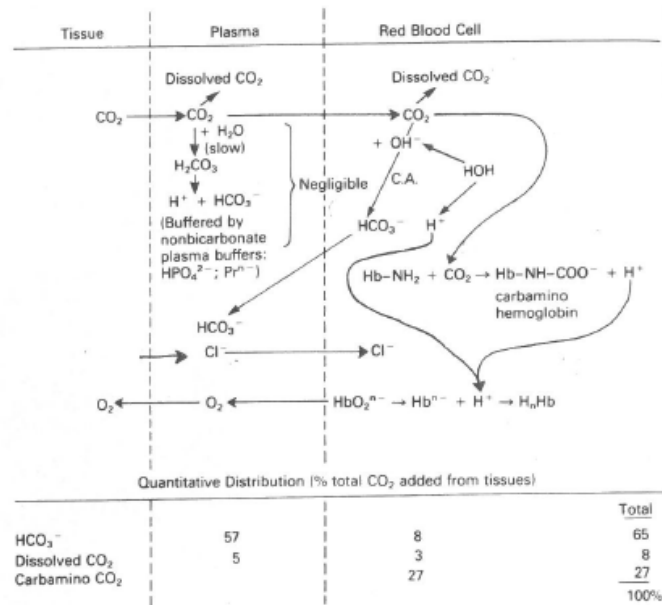 Tissue Plasma Red Blood Cell
Dissolved CO₂ Dissolved CO₂
CO₂ CO₂ CO₂
+ H₂O + OH⁻
(slow)
H₂CO₃ HOH
Negligible C.A.
H⁺ + HCO₃⁻
(Buffered by HCO₃⁻ H⁺
nonbicarbonate
plasma buffers:
HPO₄²⁻; Prⁿ⁻) Hb–NH₂ + CO₂ → Hb–NH–COO⁻ + H⁺
carbamino
hemoglobin
HCO₃⁻
Cl⁻ Cl⁻
O₂ O₂ HbO₂ⁿ⁻ → Hbⁿ⁻ + H⁺ → HₙHb
Quantitative Distribution (% total CO₂ added from tissues)
Total
HCO₃⁻ 57 8 65
Dissolved CO₂ 5 3 8
Carbamino CO₂ 27 27
100%